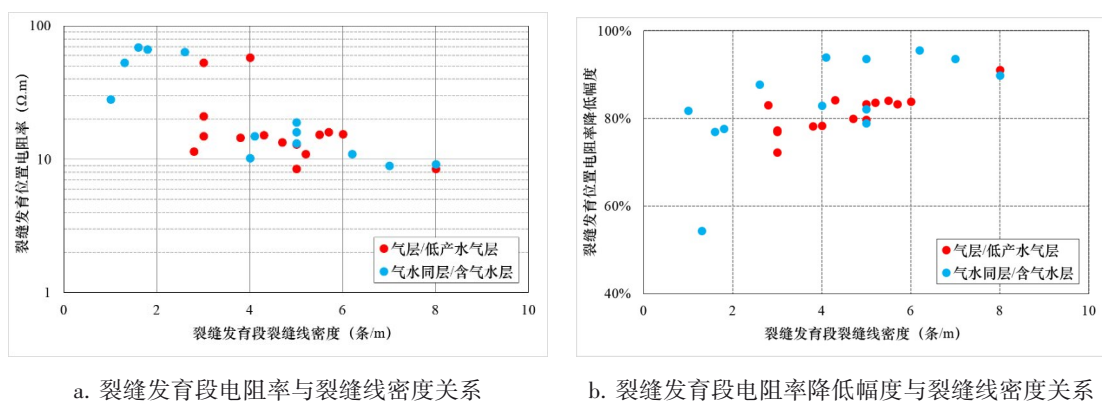 100
10
1
0
2
4
6
8
10
裂缝发育位置电阻率（Ω.m）
裂缝发育段裂缝线密度（条/m）
气层/低产水气层
气水同层/含气水层
a. 裂缝发育段电阻率与裂缝线密度关系
100%
80%
60%
40%
0
2
4
6
8
10
裂缝发育位置电阻率降低幅度
裂缝发育段裂缝线密度（条/m）
气层/低产水气层
气水同层/含气水层
b. 裂缝发育段电阻率降低幅度与裂缝线密度关系